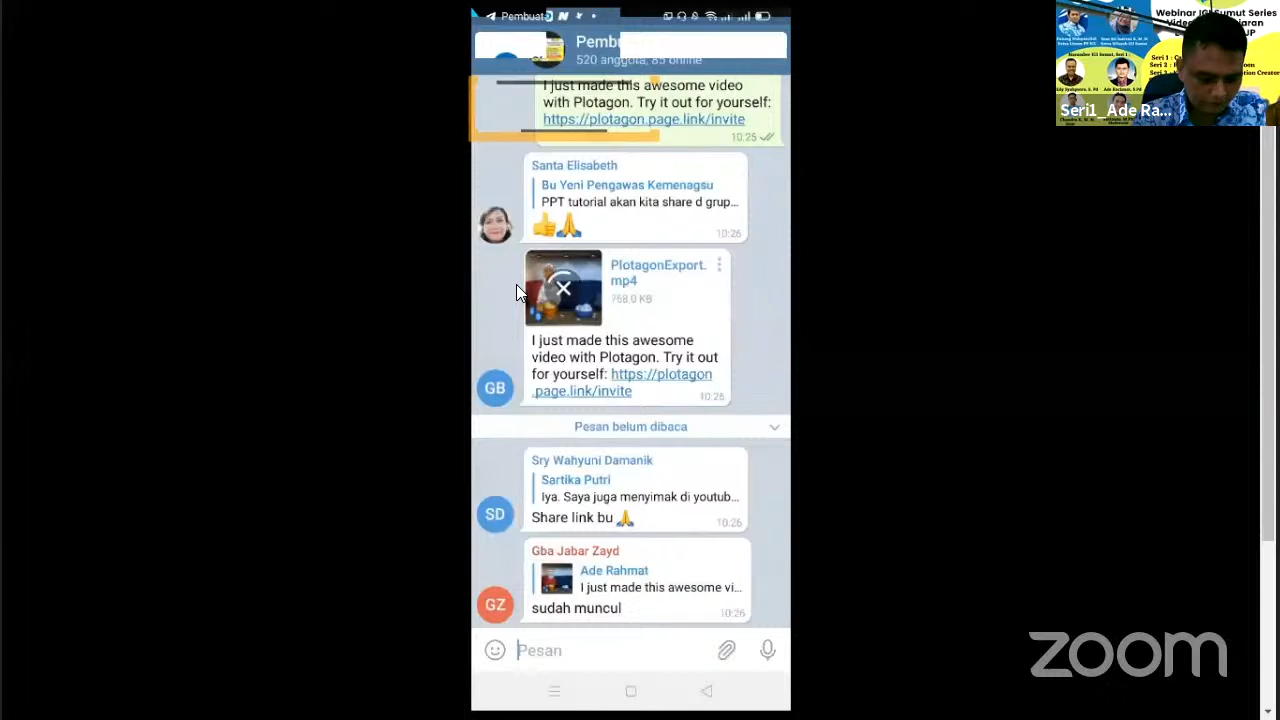 Pembuata
Pembu
520 anggota, 85 online
I just made this awesome video
with Plotagon. Try it out for yourself:
https://plotagon.page.link/invite
10:25
Santa Elisabeth
Bu Yeni Pengawas Kemenagsu
PPT tutorial akan kita share d grup...
👍🙏
10:26
PlotagonExport.
mp4
768,0 KB
I just made this awesome
video with Plotagon. Try it out
for yourself: https://plotagon
.page.link/invite
10:26
GB
Pesan belum dibaca
Sry Wahyuni Damanik
Sartika Putri
Iya. Saya juga menyimak di youtub...
Share link bu 🙏
10:26
SD
Gba Jabar Zayd
Ade Rahmat
I just made this awesome vi...
sudah muncul
10:26
GZ
Pesan
Webinar IGI Sumut Series
Seri1_Ade Ra...
zoom